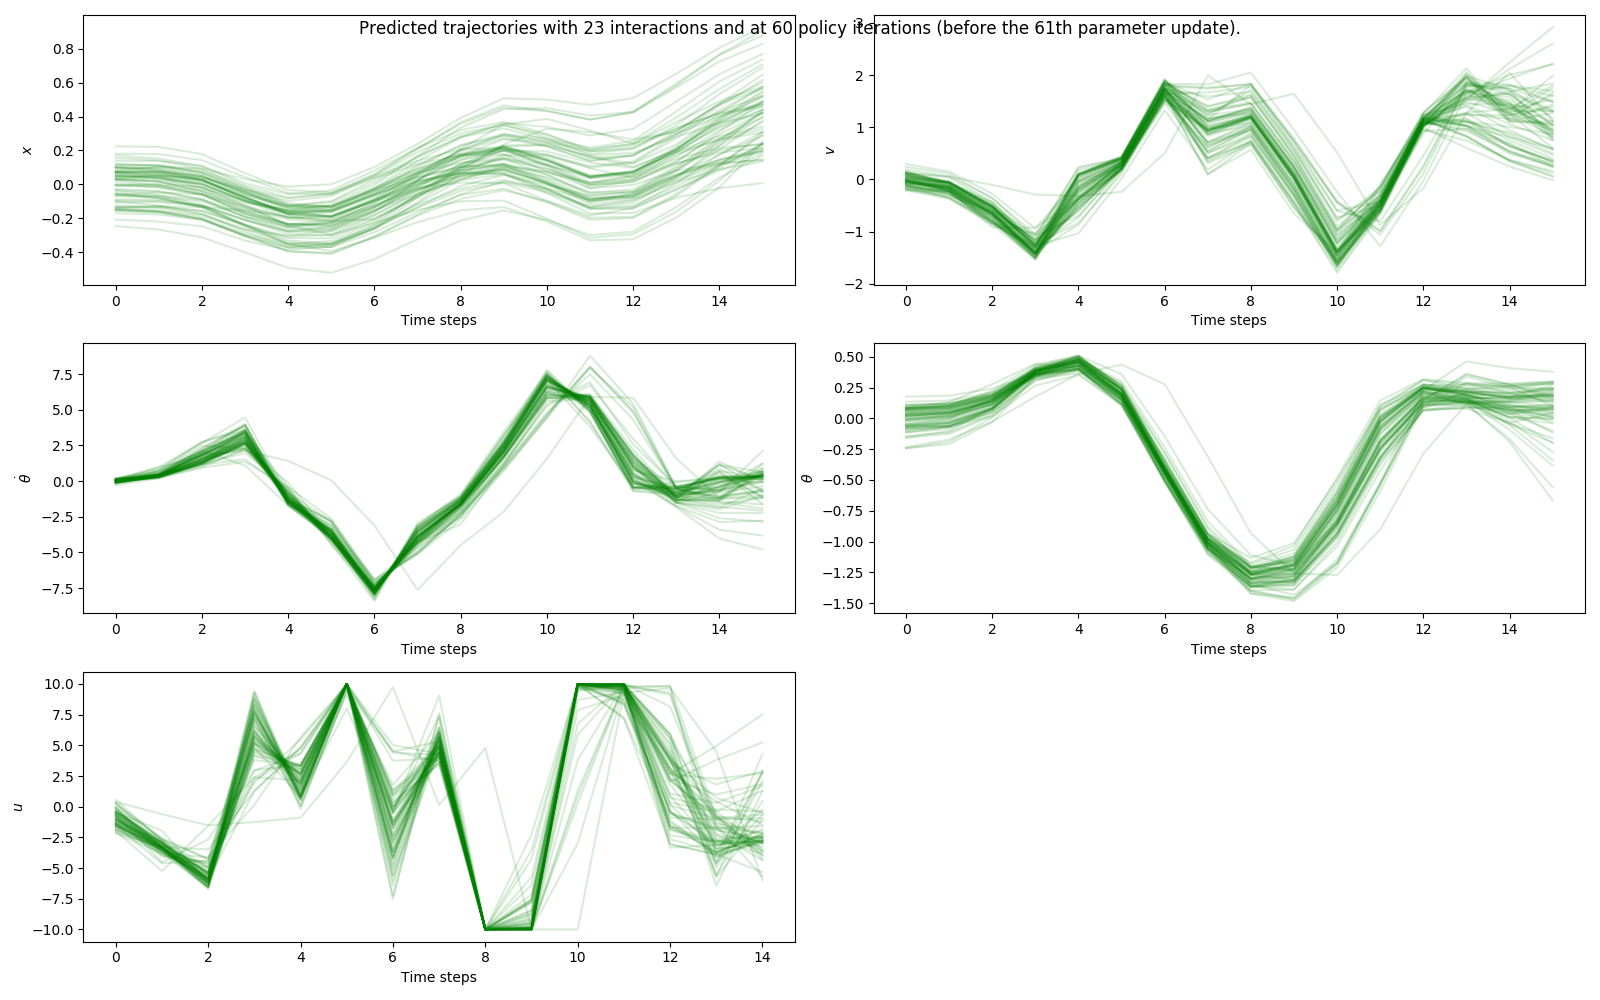 Predicted trajectories with 23 interactions and at 60 policy iterations (before the 61th parameter update).
0.8
0.6
0.4
0.2
0.0
−0.2
−0.4
x
0 2 4 6 8 10 12 14
Time steps
3
2
1
0
−1
−2
v
0 2 4 6 8 10 12 14
Time steps
7.5
5.0
2.5
0.0
−2.5
−5.0
−7.5
θ̇
0 2 4 6 8 10 12 14
Time steps
0.50
0.25
0.00
−0.25
−0.50
−0.75
−1.00
−1.25
−1.50
θ
0 2 4 6 8 10 12 14
Time steps
10.0
7.5
5.0
2.5
0.0
−2.5
−5.0
−7.5
−10.0
u
0 2 4 6 8 10 12 14
Time steps